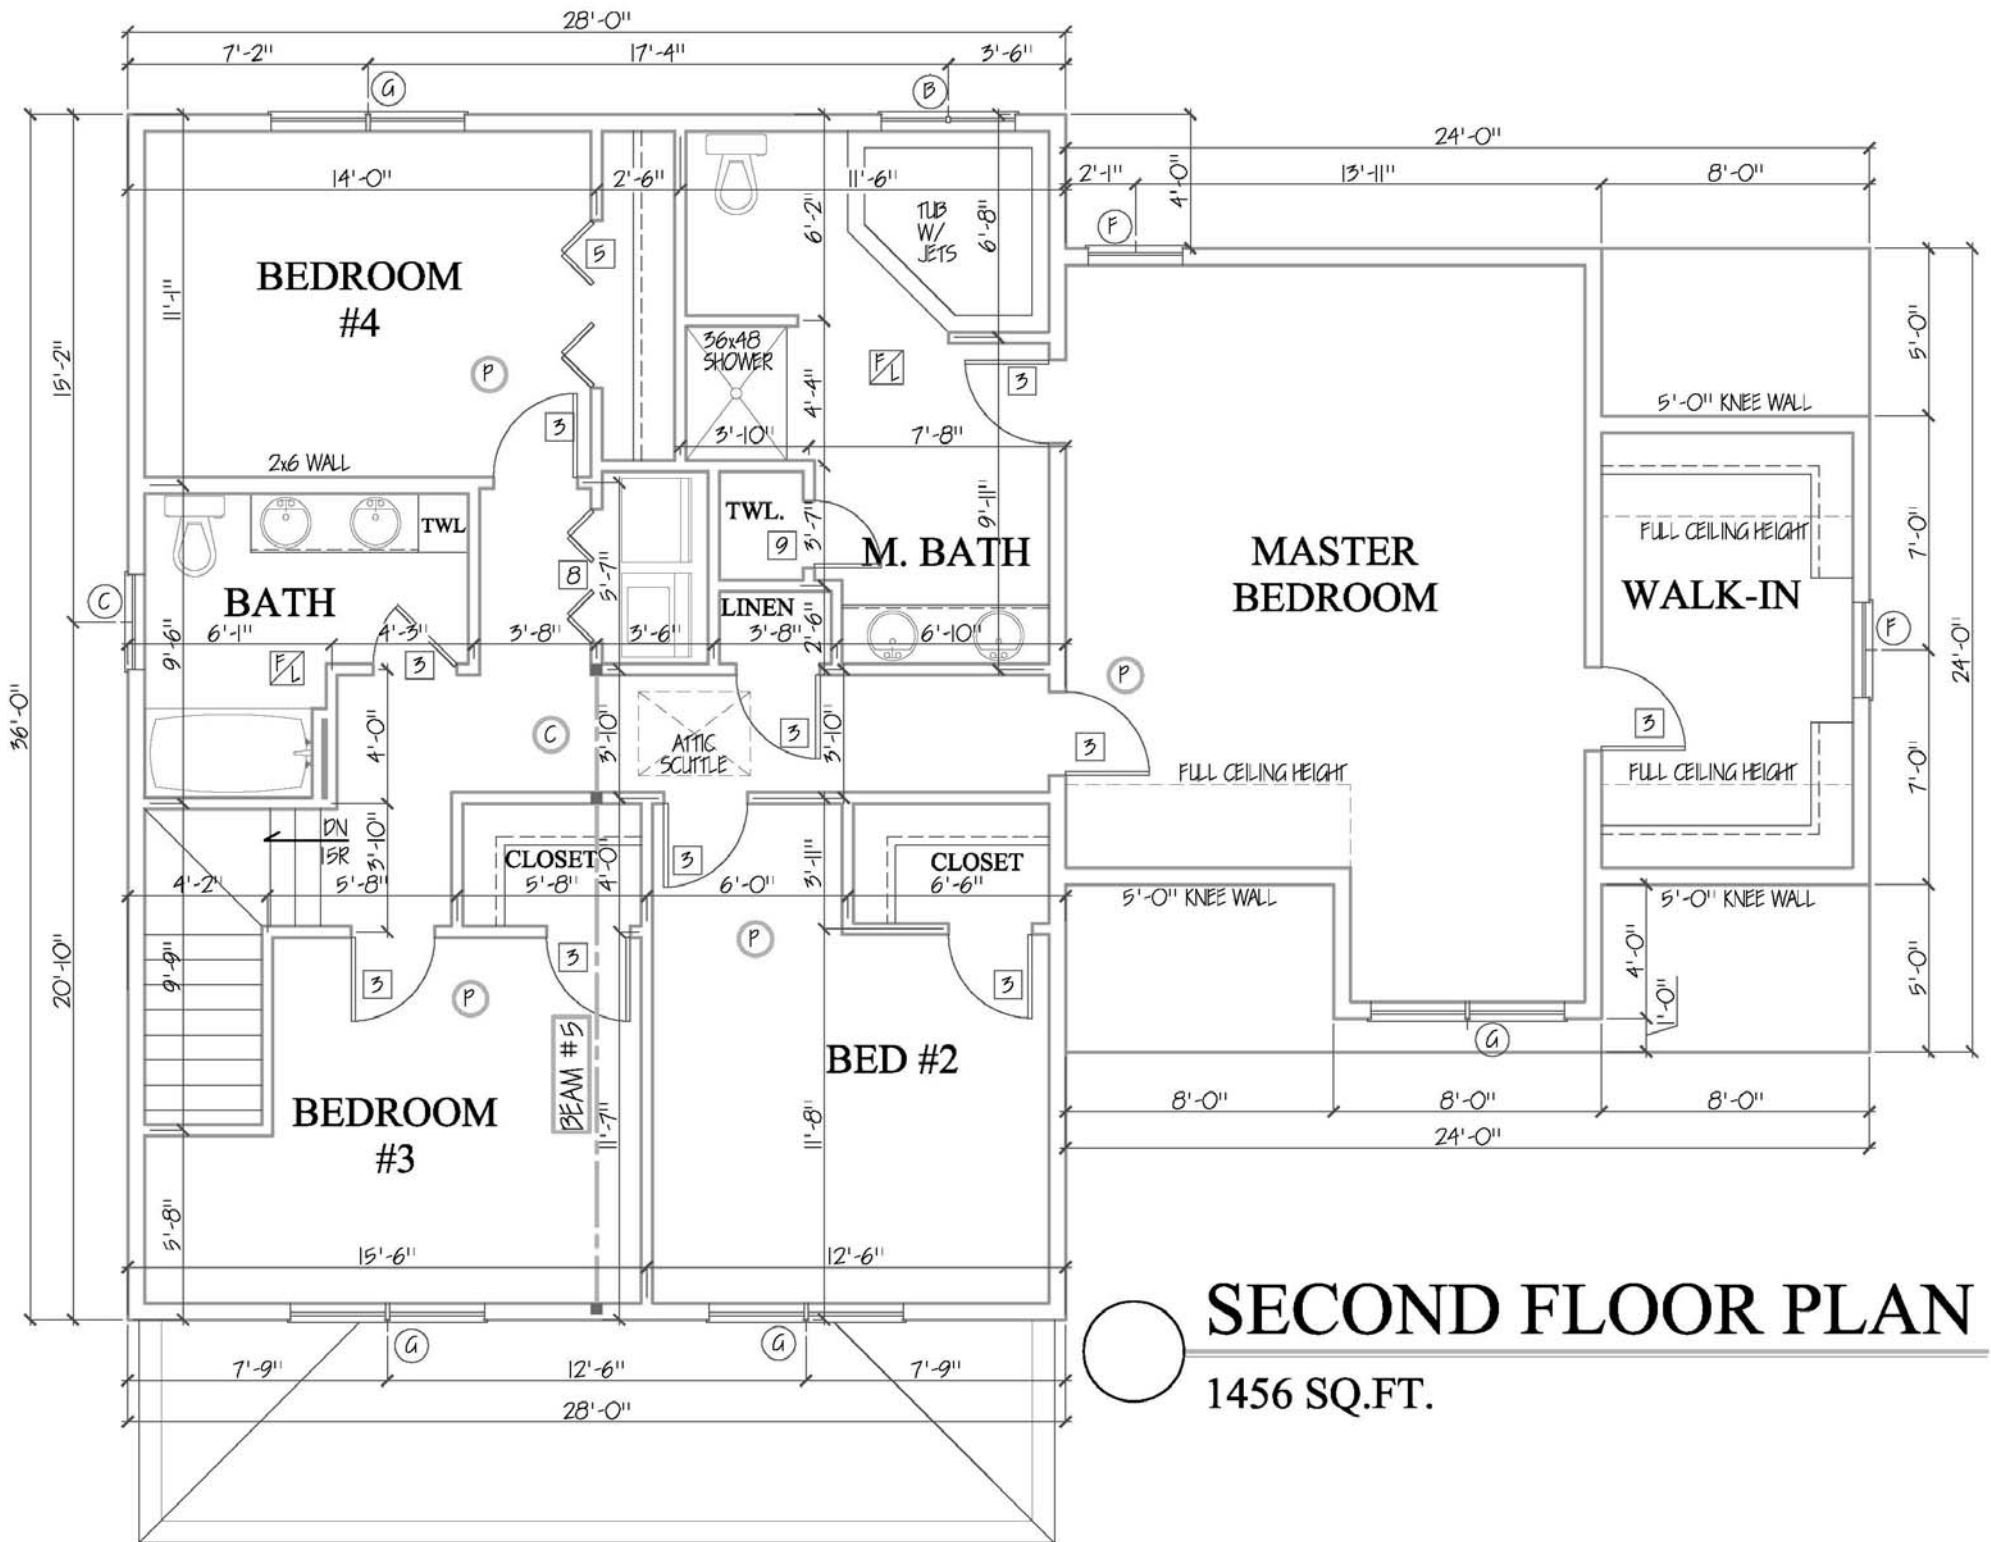 28'-0"
7'-2"
17'-4"
3'-6"
G
B
24'-0"
14'-0"
2'-6"
11'-6"
2'-1"
13'-11"
8'-0"
4'-0"
F
6'-2"
6'-8"
TUB
W/
JETS
5
BEDROOM
#4
11'-1"
15'-2"
5'-0"
36x48
SHOWER
F/L
3
P
4'-4"
5'-0" KNEE WALL
3
3'-10"
7'-8"
2x6 WALL
TWL
TWL.
9
3'-7"
9'-11"
M. BATH
MASTER
BEDROOM
FULL CEILING HEIGHT
7'-0"
WALK-IN
8
5'-7"
C
BATH
LINEN
F
6'-1"
4'-3"
3'-8"
3'-6"
3'-8"
2'-6"
6'-10"
9'-6"
F/L
3
P
24'-0"
36'-0"
4'-0"
C
3'-10"
ATTIC
SCUTTLE
3
3'-10"
3
3
FULL CEILING HEIGHT
FULL CEILING HEIGHT
7'-0"
DN
15R
3'-10"
CLOSET
4'-0"
3
3'-11"
CLOSET
4'-2"
5'-8"
5'-8"
6'-0"
6'-6"
5'-0" KNEE WALL
5'-0" KNEE WALL
20'-10"
9'-9"
3
P
3
P
3
4'-0"
1'-0"
5'-0"
G
BEAM #5
BED #2
BEDROOM
#3
11'-7"
11'-8"
8'-0"
8'-0"
8'-0"
24'-0"
5'-8"
15'-6"
12'-6"
G
G
7'-9"
12'-6"
7'-9"
28'-0"
SECOND FLOOR PLAN
1456 SQ.FT.